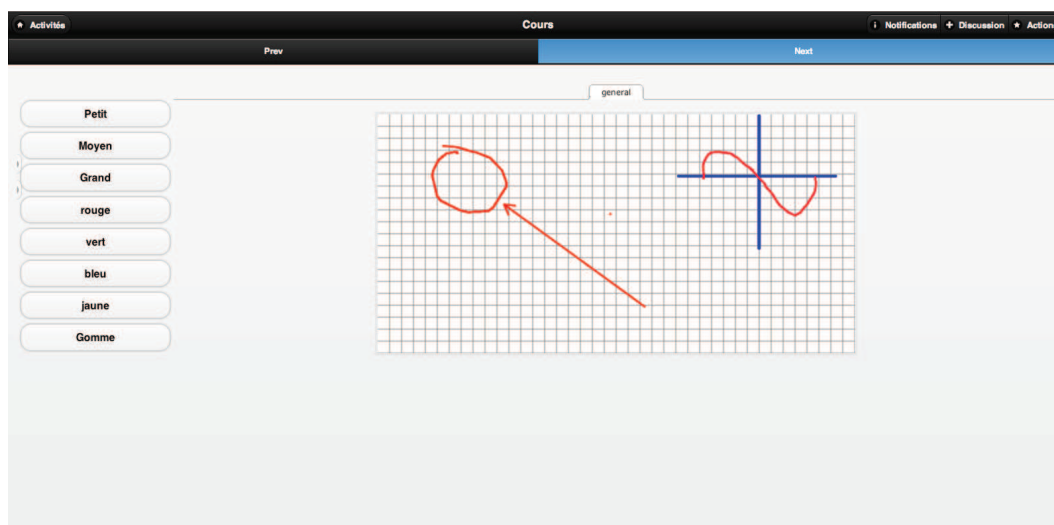 Activités Cours Notifications Discussion Action
Prev Next
general
Petit
Moyen
Grand
rouge
vert
bleu
jaune
Gomme